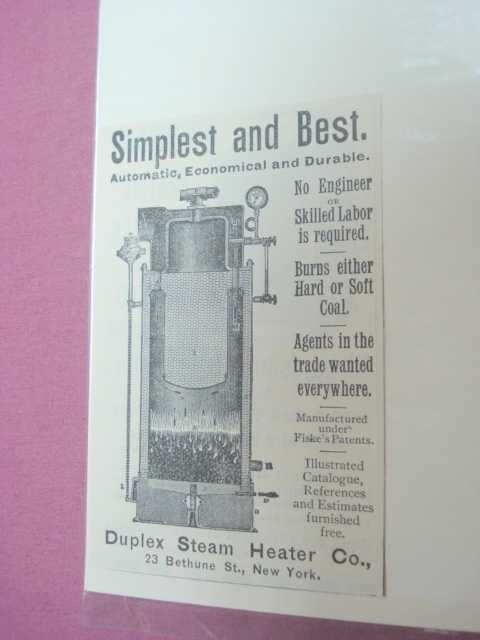 Simplest and Best.
Automatic, Economical and Durable.
No Engineer
OR
Skilled Labor
is required.
Burns either
Hard or Soft
Coal.
Agents in the
trade wanted
everywhere.
Manufactured
under
Fiske's Patents.
Illustrated
Catalogue,
References
and Estimates
furnished
free.
Duplex Steam Heater Co.,
23 Bethune St., New York.